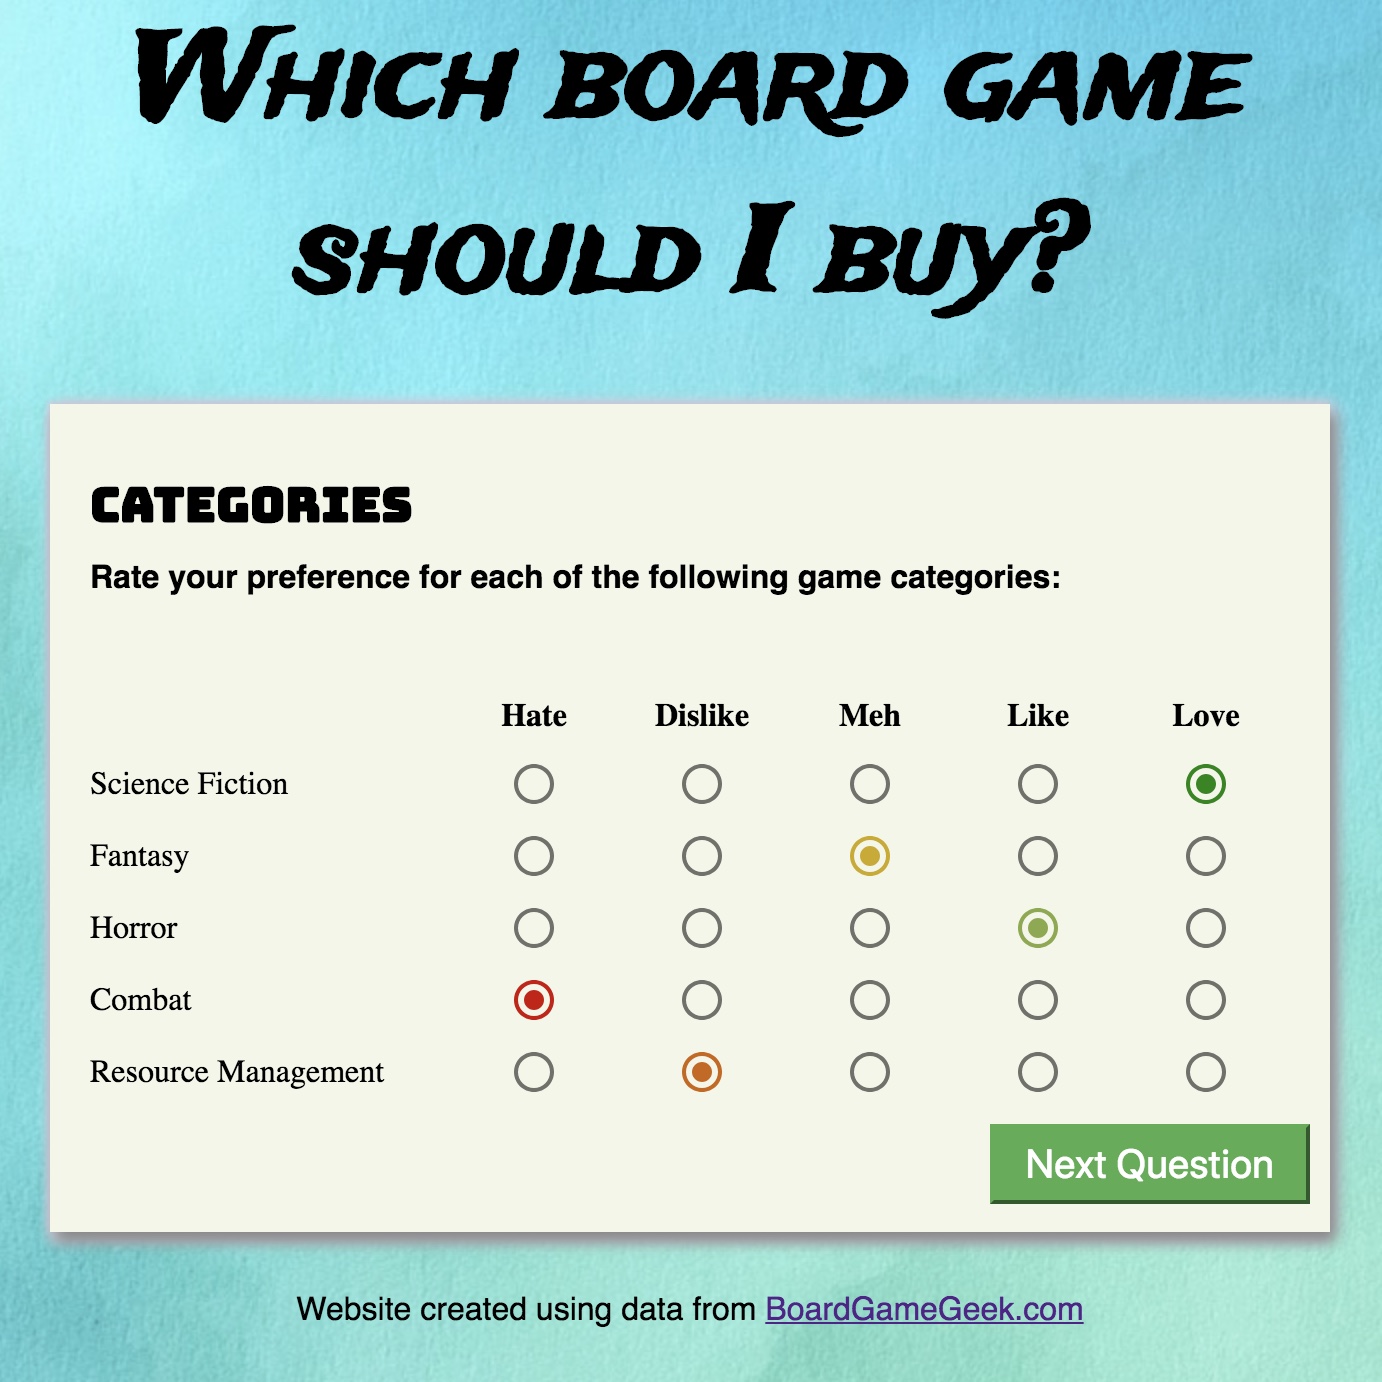 Which board game
should I buy?
Categories
Rate your preference for each of the following game categories:
Hate Dislike Meh Like Love
Science Fiction
Fantasy
Horror
Combat
Resource Management
Next Question
Website created using data from BoardGameGeek.com